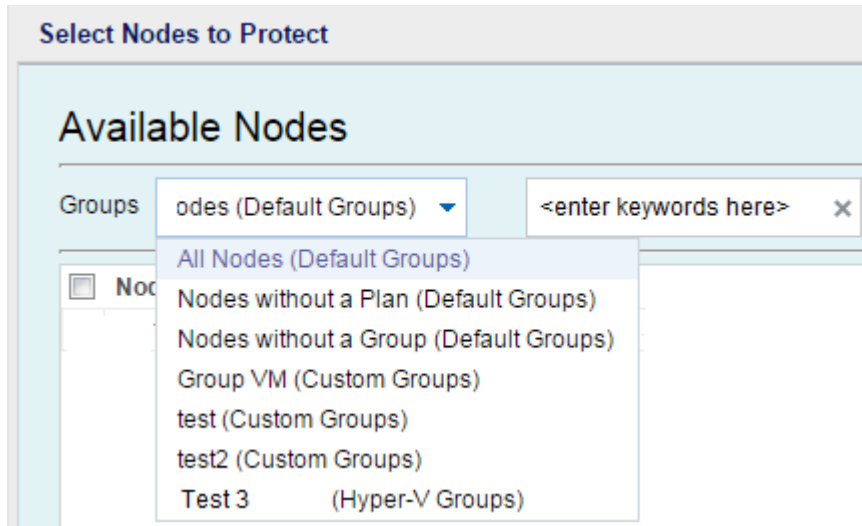 Select Nodes to Protect
Available Nodes
Groups odes (Default Groups) <enter keywords here>
All Nodes (Default Groups)
Noc
Nodes without a Plan (Default Groups)
Nodes without a Group (Default Groups)
Group VM (Custom Groups)
test (Custom Groups)
test2 (Custom Groups)
Test 3 (Hyper-V Groups)